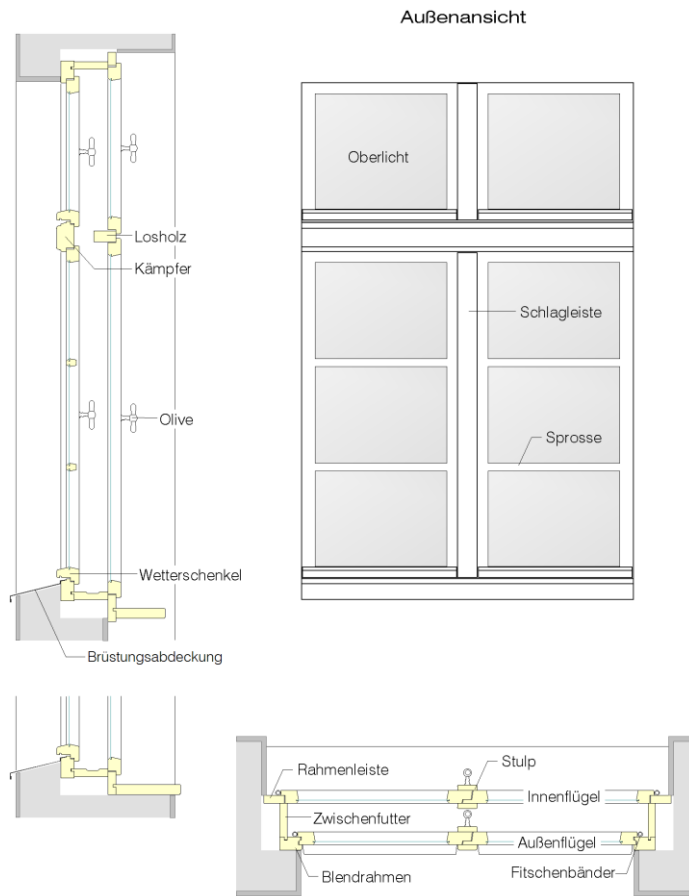 Außenansicht
Oberlicht
Losholz
Kämpfer
Schlagleiste
Olive
Sprosse
Wetterschenkel
Brüstungsabdeckung
Stulp
Rahmenleiste
Innenflügel
Zwischenfutter
Außenflügel
Blendrahmen
Fitschenbänder